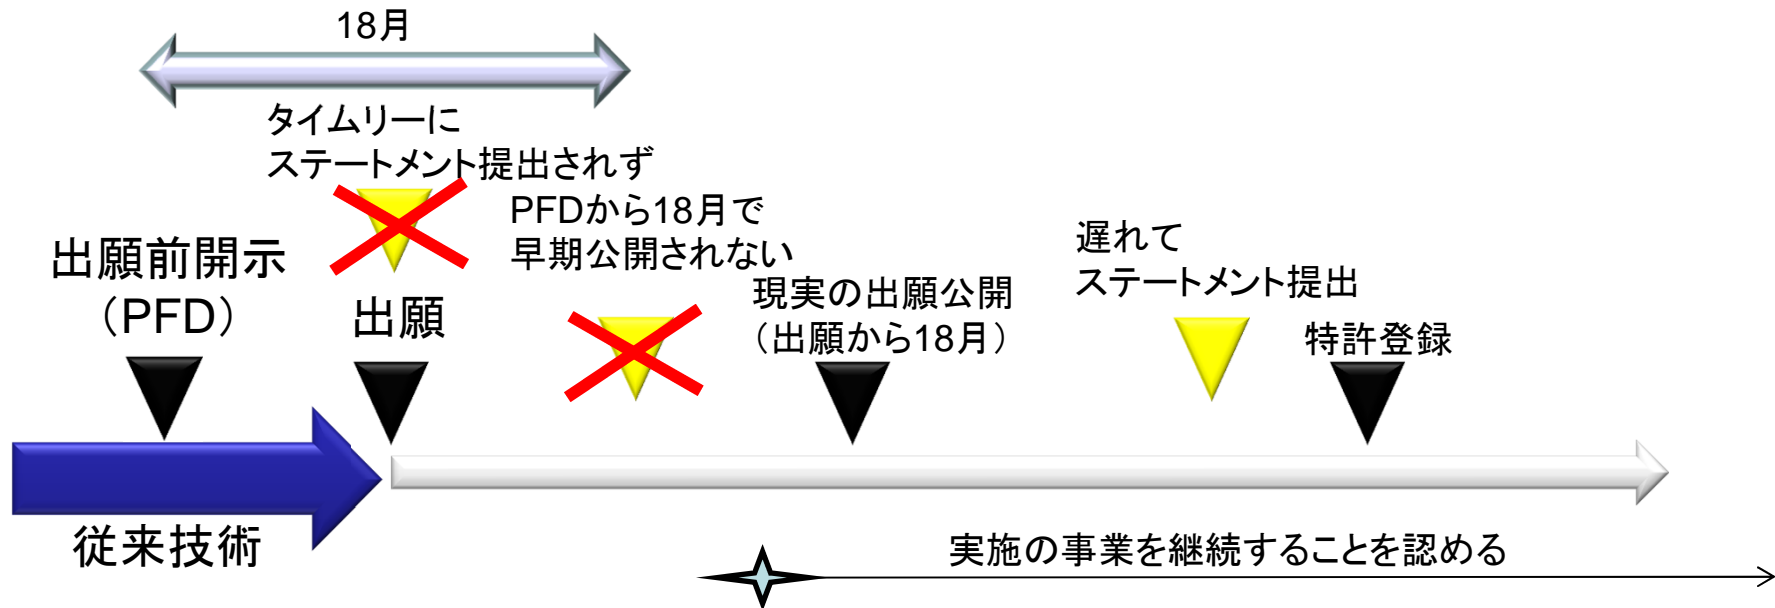 18月
タイムリーに
ステートメント提出されず
PFDから18月で
早期公開されない
出願前開示
（PFD）
出願
現実の出願公開
（出願から18月）
遅れて
ステートメント提出
特許登録
従来技術
実施の事業を継続することを認める